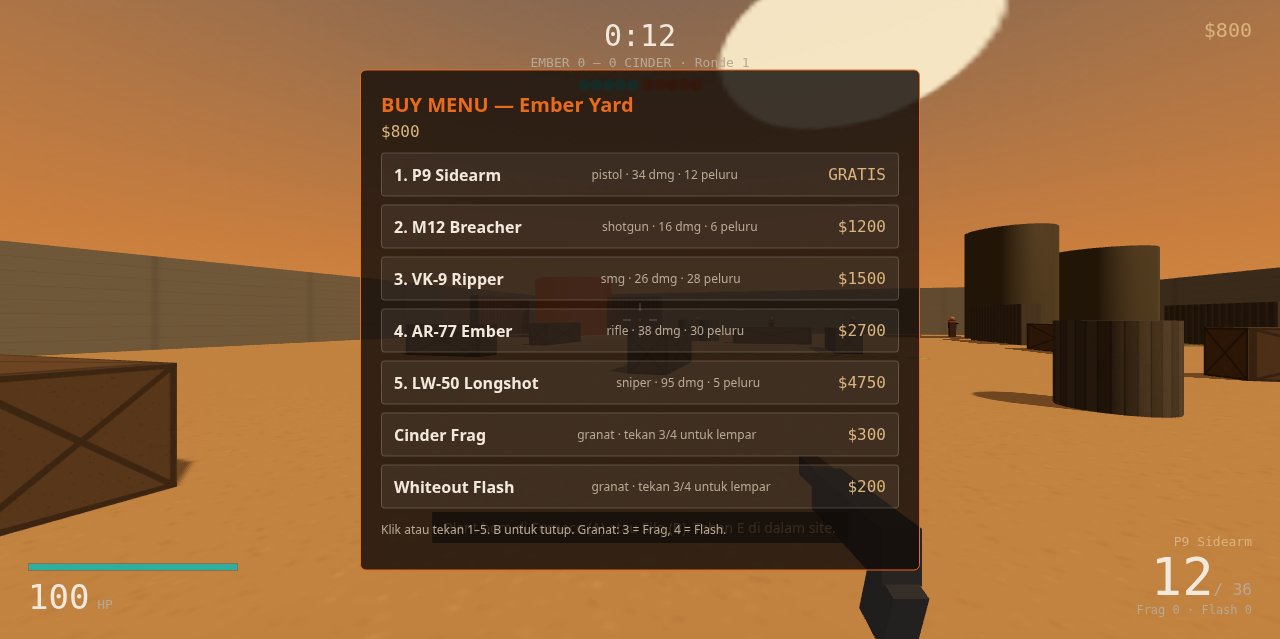 0:12
$800
EMBER 0 — 0 CINDER · Ronde 1
BUY MENU — Ember Yard
$800
1. P9 Sidearm pistol · 34 dmg · 12 peluru GRATIS
2. M12 Breacher shotgun · 16 dmg · 6 peluru $1200
3. VK-9 Ripper smg · 26 dmg · 28 peluru $1500
4. AR-77 Ember rifle · 38 dmg · 30 peluru $2700
5. LW-50 Longshot sniper · 95 dmg · 5 peluru $4750
Cinder Frag granat · tekan 3/4 untuk lempar $300
Whiteout Flash granat · tekan 3/4 untuk lempar $200
Klik atau tekan 1–5. B untuk tutup. Granat: 3 = Frag, 4 = Flash.
E di dalam site.
P9 Sidearm
100 HP
12 / 36
Frag 0 · Flash 0